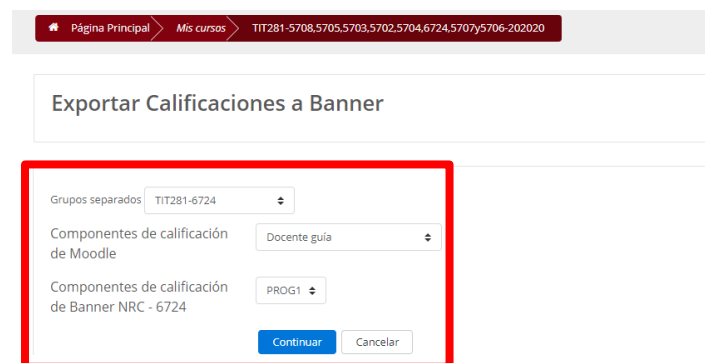 Página Principal Mis cursos TIT281-5708,5705,5703,5702,5704,6724,5707y5706-202020
Exportar Calificaciones a Banner
Grupos separados TIT281-6724
Componentes de calificación Docente guía
de Moodle
Componentes de calificación PROG1
de Banner NRC - 6724
Continuar Cancelar